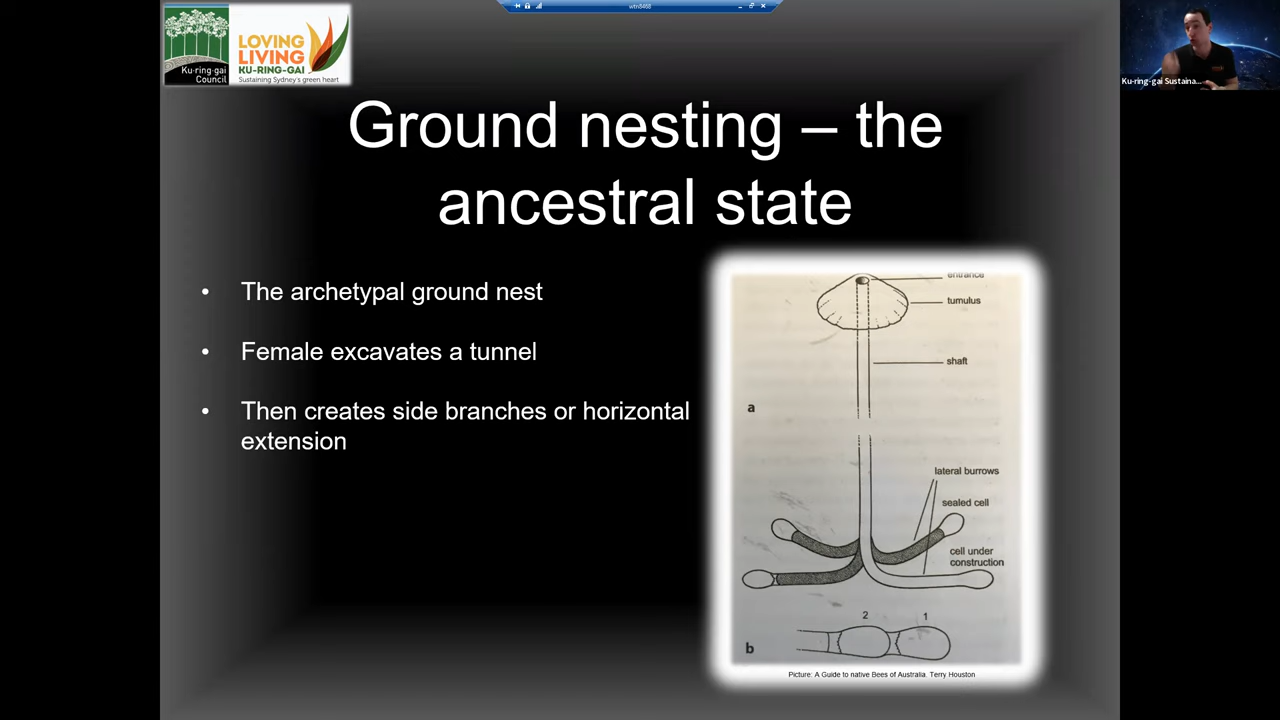 wtn8468
Ku-ring-gai
Council
LOVING
LIVING
KU-RING-GAI
Sustaining Sydney's green heart
Ku-ring-gai Sustaina...
Ground nesting – the
ancestral state
• The archetypal ground nest
• Female excavates a tunnel
• Then creates side branches or horizontal
extension
entrance
tumulus
shaft
a
lateral burrows
sealed cell
cell under
construction
2 1
b
Picture: A Guide to native Bees of Australia. Terry Houston